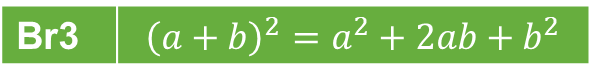 Br3 (a + b)² = a² + 2ab + b²